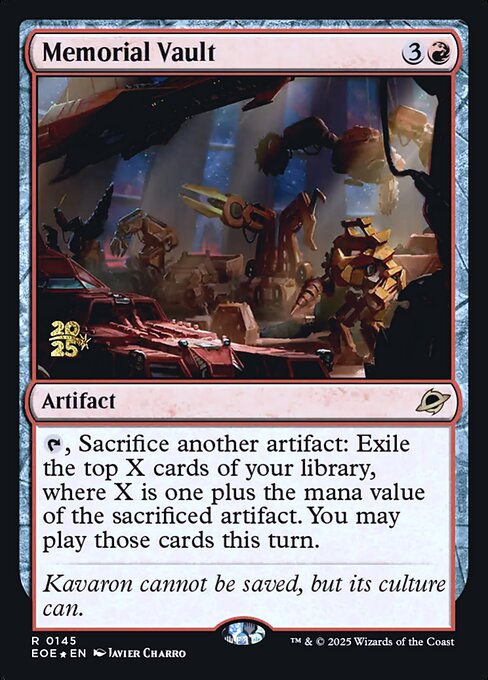 Memorial Vault 3
20
25
Artifact
, Sacrifice another artifact: Exile
the top X cards of your library,
where X is one plus the mana value
of the sacrificed artifact. You may
play those cards this turn.
Kavaron cannot be saved, but its culture
can.
R 0145
EOE ★ EN Javier Charro
™ & © 2025 Wizards of the Coast